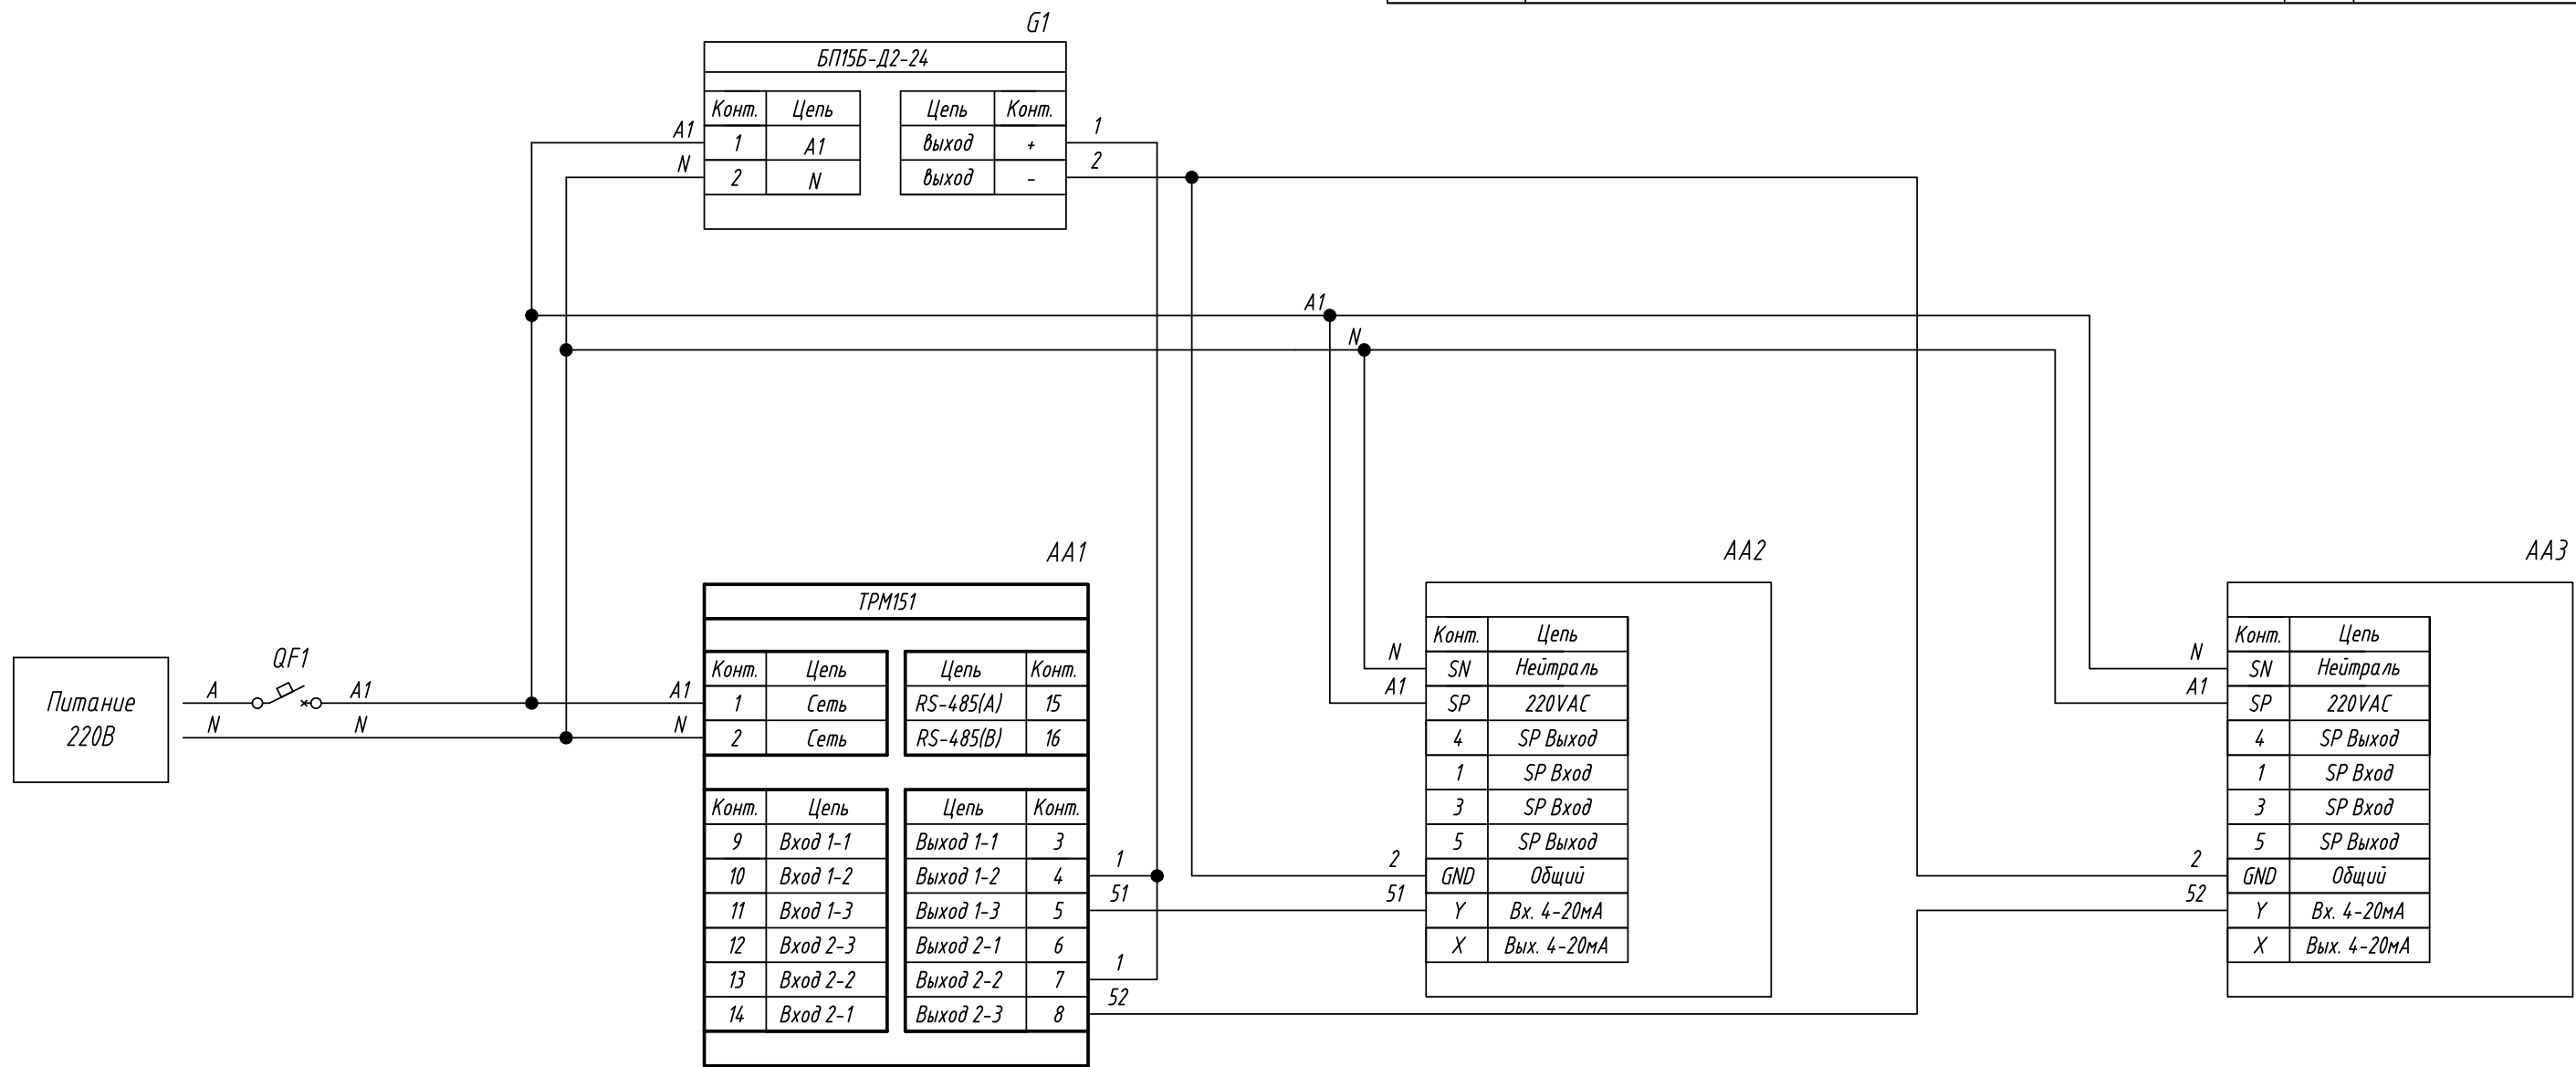 G1
БП15Б-Д2-24
Конт. Цепь Цепь Конт.
A1 1 A1 выход + 1
N 2 N выход - 2
A1
N
AA1 AA2 AA3
ТРМ151
Питание
220В
QF1
A A1
N N
Конт. Цепь Цепь Конт.
A1 1 Сеть RS-485(A) 15
N 2 Сеть RS-485(B) 16
Конт. Цепь Цепь Конт.
9 Вход 1-1 Выход 1-1 3
10 Вход 1-2 Выход 1-2 4 1
11 Вход 1-3 Выход 1-3 5 51
12 Вход 2-3 Выход 2-1 6
13 Вход 2-2 Выход 2-2 7 1
14 Вход 2-1 Выход 2-3 8 52
Конт. Цепь
N SN Нейтраль
A1 SP 220VAC
4 SP Выход
1 SP Вход
3 SP Вход
5 SP Выход
2 GND Общий
51 Y Вх. 4-20мА
X Вых. 4-20мА
Конт. Цепь
N SN Нейтраль
A1 SP 220VAC
4 SP Выход
1 SP Вход
3 SP Вход
5 SP Выход
2 GND Общий
52 Y Вх. 4-20мА
X Вых. 4-20мА